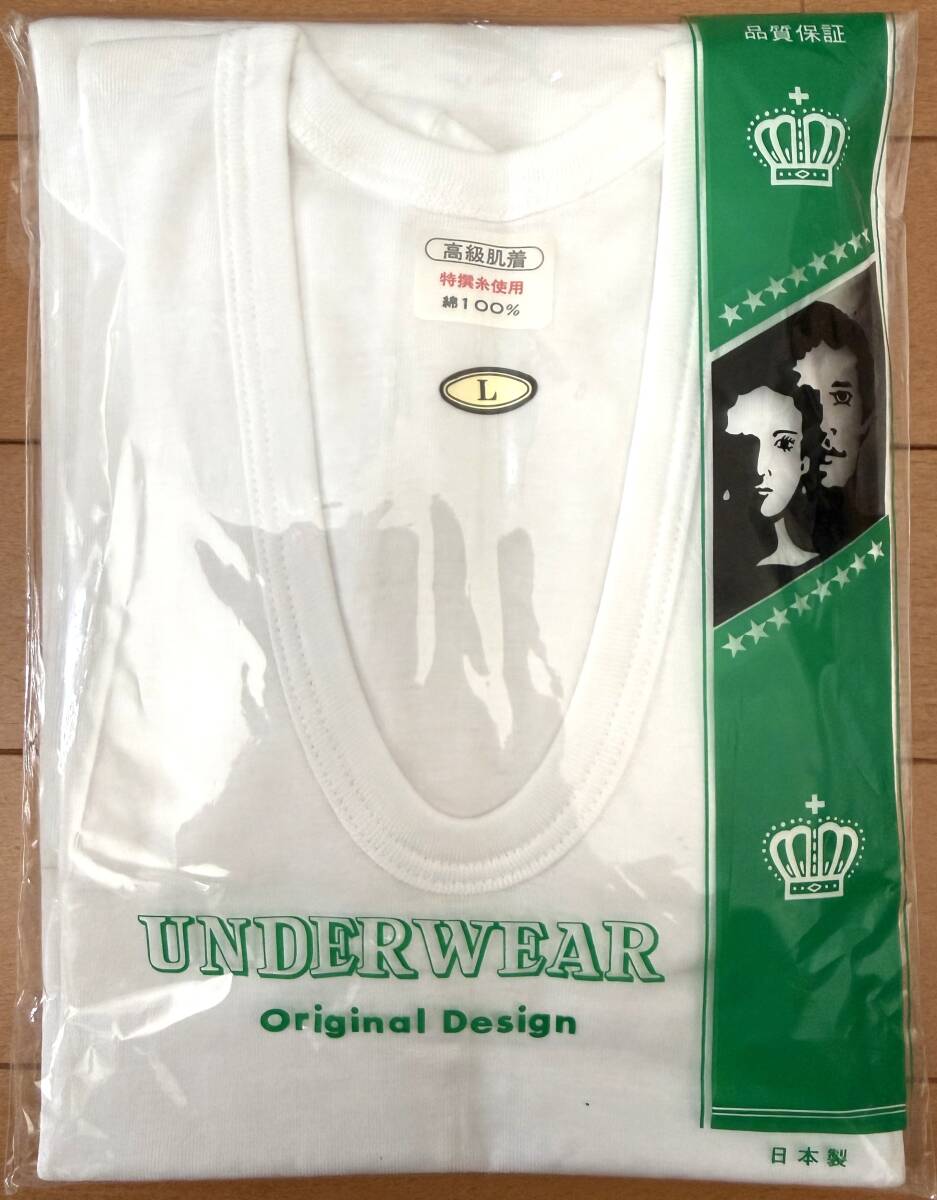 品質保証
高級肌着
特撰糸使用
綿100%
L
UNDERWEAR
Original Design
日本製